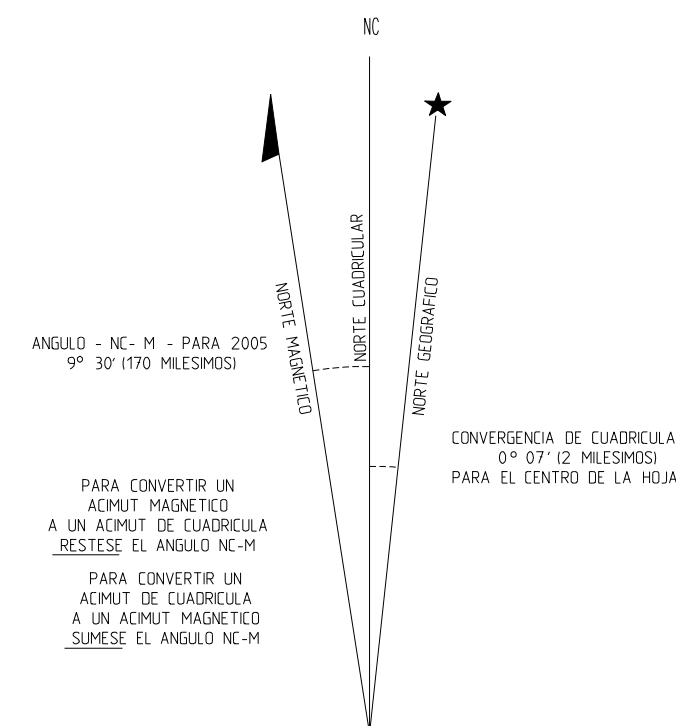 NC
NORTE MAGNETICO
NORTE CUADRICULAR
NORTE GEOGRAFICO
ANGULO - NC- M - PARA 2005
9° 30' (170 MILESIMOS)
CONVERGENCIA DE CUADRICULA
0° 07' (2 MILESIMOS)
PARA EL CENTRO DE LA HOJA
PARA CONVERTIR UN
ACIMUT MAGNETICO
A UN ACIMUT DE CUADRICULA
RESTESE EL ANGULO NC-M
PARA CONVERTIR UN
ACIMUT DE CUADRICULA
A UN ACIMUT MAGNETICO
SUMESE EL ANGULO NC-M